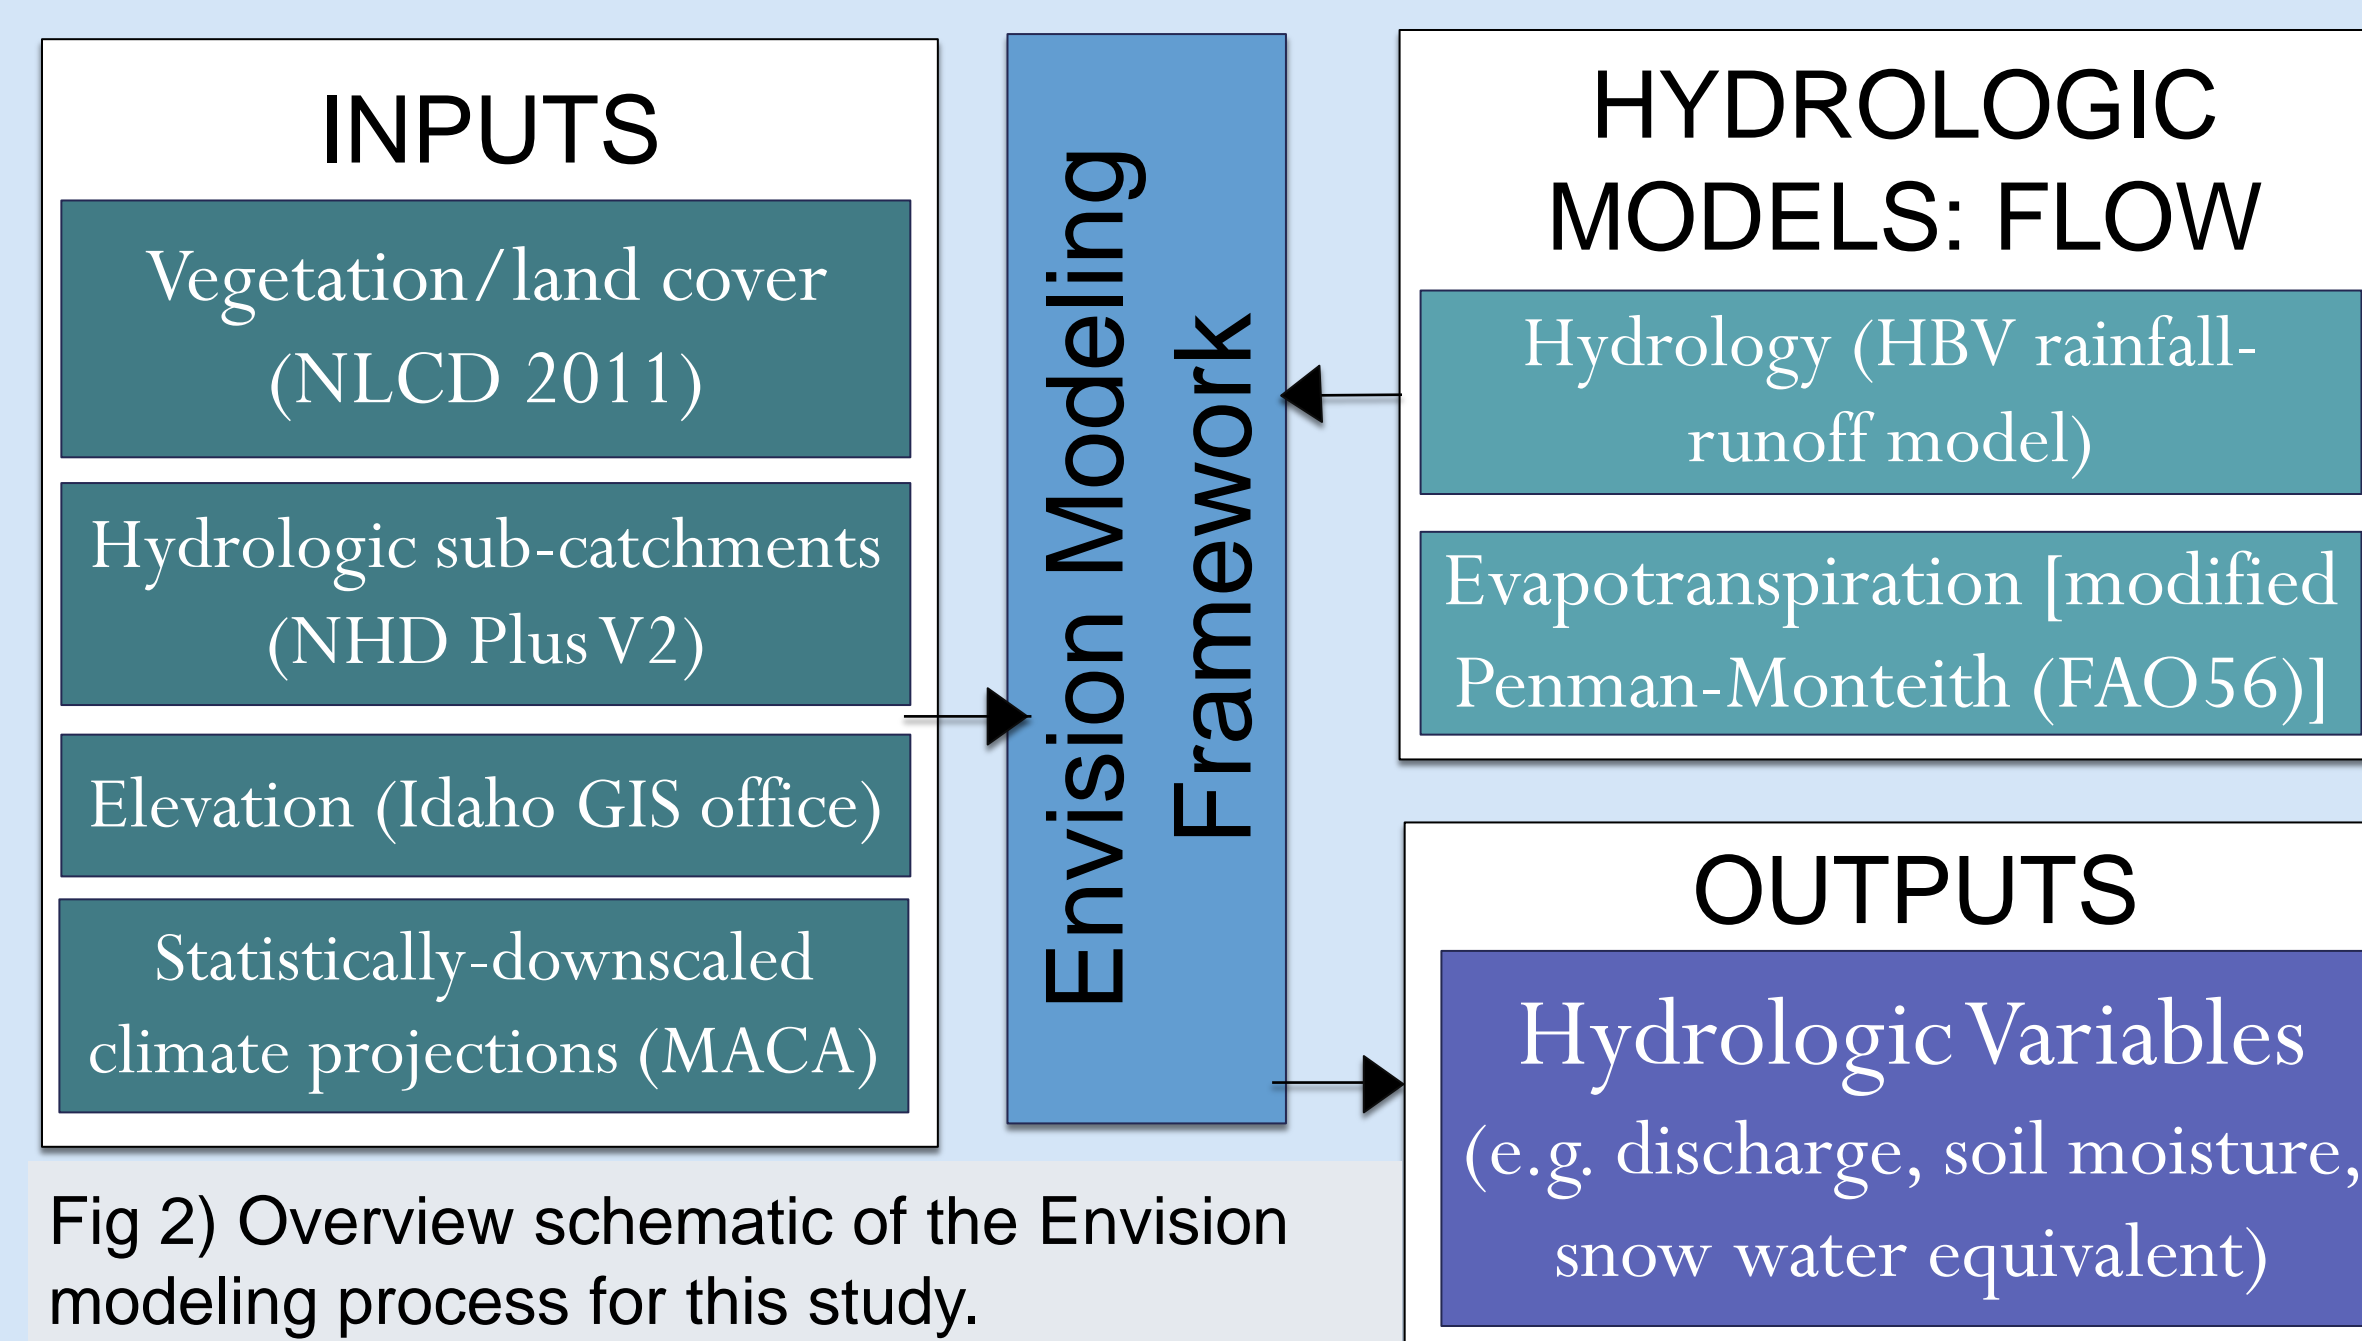 INPUTS
Vegetation/land cover
(NLCD 2011)
Hydrologic sub-catchments
(NHD Plus V2)
Elevation (Idaho GIS office)
Statistically-downscaled
climate projections (MACA)
Envision Modeling
Framework
HYDROLOGIC
MODELS: FLOW
Hydrology (HBV rainfall-
runoff model)
Evapotranspiration [modified
Penman-Monteith (FAO56)]
OUTPUTS
Hydrologic Variables
(e.g. discharge, soil moisture,
snow water equivalent)
Fig 2) Overview schematic of the Envision
modeling process for this study.